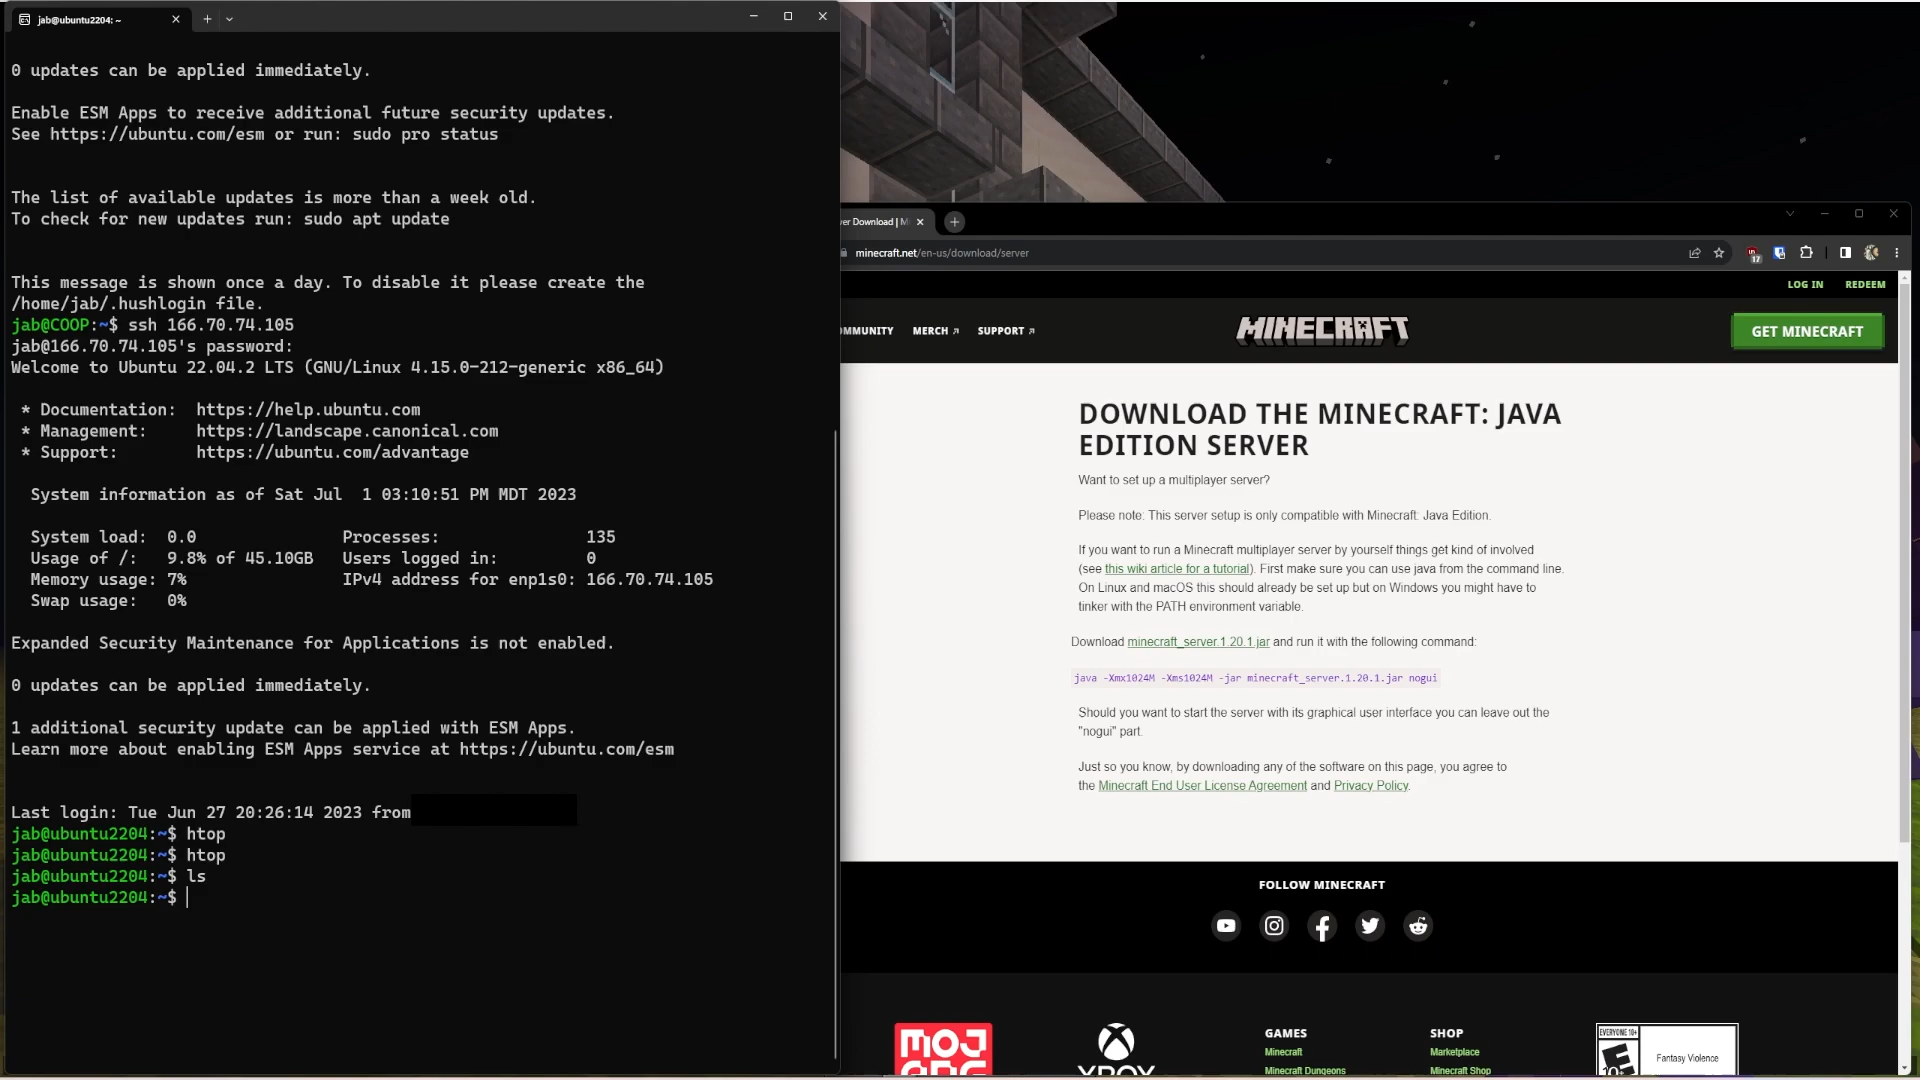 jab@ubuntu2204: ~
0 updates can be applied immediately.
Enable ESM Apps to receive additional future security updates.
See https://ubuntu.com/esm or run: sudo pro status
The list of available updates is more than a week old.
To check for new updates run: sudo apt update
This message is shown once a day. To disable it please create the
/home/jab/.hushlogin file.
jab@COOP:~$ ssh 166.70.74.105
jab@166.70.74.105's password:
Welcome to Ubuntu 22.04.2 LTS (GNU/Linux 4.15.0-212-generic x86_64)
* Documentation:  https://help.ubuntu.com
* Management:     https://landscape.canonical.com
* Support:        https://ubuntu.com/advantage
System information as of Sat Jul  1 03:10:51 PM MDT 2023
System load:  0.0               Processes:               135
Usage of /:   9.8% of 45.10GB   Users logged in:         0
Memory usage: 7%                IPv4 address for enp1s0: 166.70.74.105
Swap usage:   0%
Expanded Security Maintenance for Applications is not enabled.
0 updates can be applied immediately.
1 additional security update can be applied with ESM Apps.
Learn more about enabling ESM Apps service at https://ubuntu.com/esm
Last login: Tue Jun 27 20:26:14 2023 from
jab@ubuntu2204:~$ htop
jab@ubuntu2204:~$ htop
jab@ubuntu2204:~$ ls
jab@ubuntu2204:~$
ver Download | M
minecraft.net/en-us/download/server
17
LOG IN REDEEM
OMMUNITY MERCH SUPPORT
MINECRAFT
GET MINECRAFT
DOWNLOAD THE MINECRAFT: JAVA
EDITION SERVER
Want to set up a multiplayer server?
Please note: This server setup is only compatible with Minecraft: Java Edition.
If you want to run a Minecraft multiplayer server by yourself things get kind of involved
(see this wiki article for a tutorial). First make sure you can use java from the command line.
On Linux and macOS this should already be set up but on Windows you might have to
tinker with the PATH environment variable.
Download minecraft_server.1.20.1.jar and run it with the following command:
java -Xmx1024M -Xms1024M -jar minecraft_server.1.20.1.jar nogui
Should you want to start the server with its graphical user interface you can leave out the
"nogui" part.
Just so you know, by downloading any of the software on this page, you agree to
the Minecraft End User License Agreement and Privacy Policy.
FOLLOW MINECRAFT
MOJ
XBOX
GAMES
Minecraft
Minecraft Dungeons
SHOP
Marketplace
Minecraft Shop
EVERYONE 10+
E
10+
Fantasy Violence